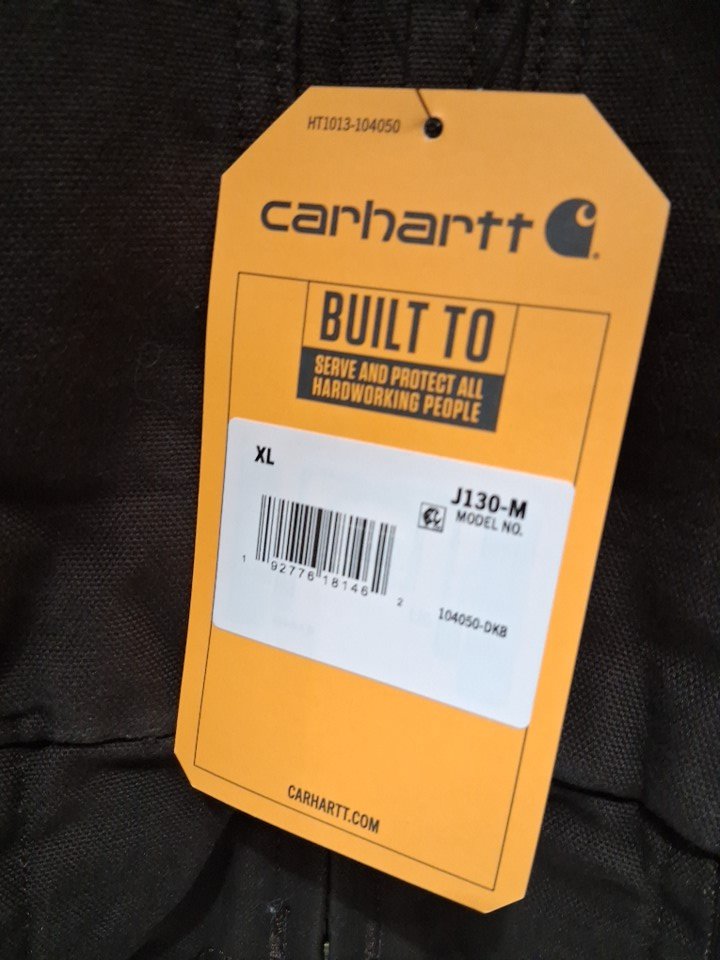 HT1013-104050
carhartt
BUILT TO
SERVE AND PROTECT ALL
HARDWORKING PEOPLE
XL
J130-M
MODEL NO.
1 92776 18146 2
104050-DKB
CARHARTT.COM